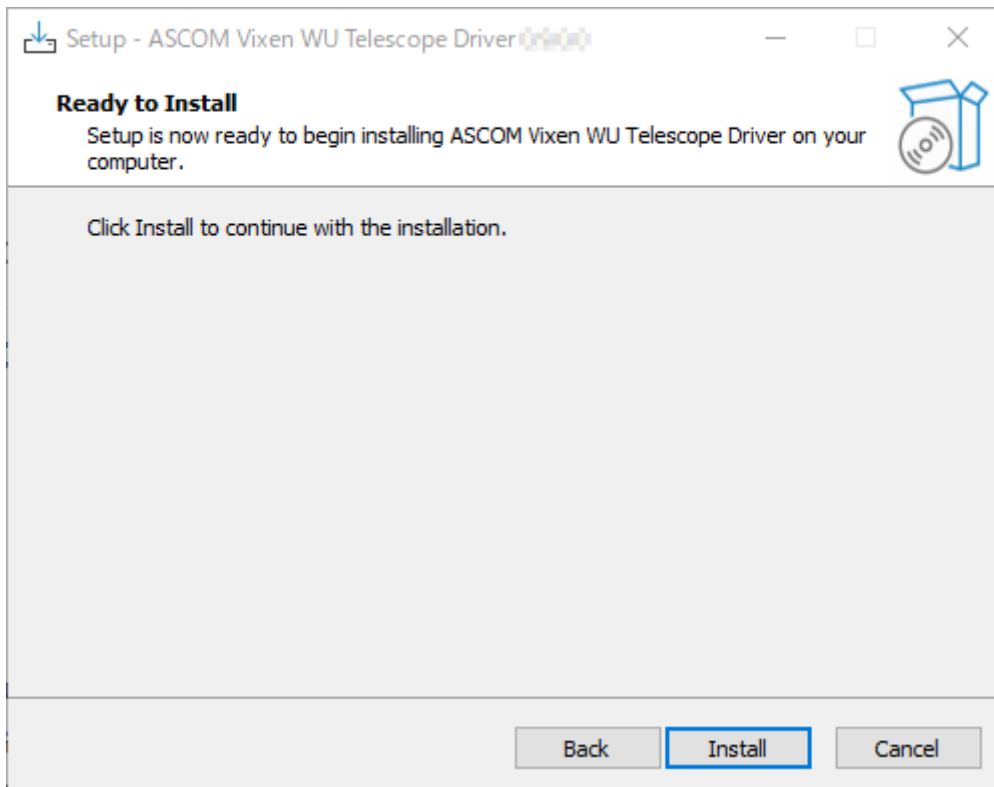 Setup - ASCOM Vixen WU Telescope Driver
Ready to Install
Setup is now ready to begin installing ASCOM Vixen WU Telescope Driver on your
computer.
Click Install to continue with the installation.
Back
Install
Cancel